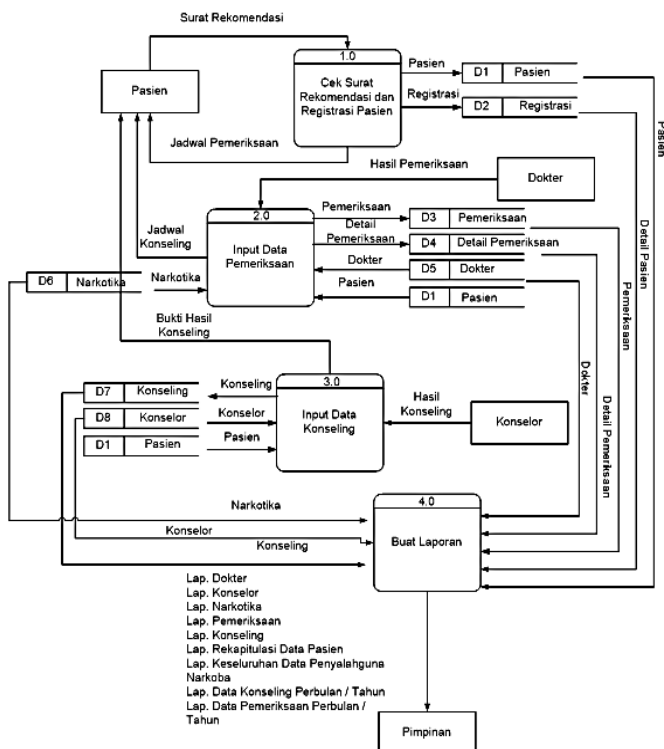 Surat Rekomendasi
1.0
Cek Surat
Rekomendasi dan
Registrasi Pasien
Pasien
Pasien
D1 Pasien
Registrasi
D2 Registrasi
Jadwal Pemeriksaan
Hasil Pemeriksaan
Dokter
2.0
Input Data
Pemeriksaan
Pemeriksaan
D3 Pemeriksaan
Detail
Pemeriksaan
D4 Detail Pemeriksaan
Dokter
D5 Dokter
Pasien
D1 Pasien
Jadwal
Konseling
D6 Narkotika
Narkotika
Bukti Hasil
Konseling
3.0
Input Data
Konseling
D7 Konseling
Konseling
D8 Konselor
Konselor
D1 Pasien
Pasien
Hasil
Konseling
Konselor
Pasien
Detail Pasien
Pemeriksaan
Dokter
Detail Pemeriksaan
4.0
Buat Laporan
Narkotika
Konselor
Konseling
Lap. Dokter
Lap. Konselor
Lap. Narkotika
Lap. Pemeriksaan
Lap. Konseling
Lap. Rekapitulasi Data Pasien
Lap. Keseluruhan Data Penyalahguna
Narkoba
Lap. Data Konseling Perbulan / Tahun
Lap. Data Pemeriksaan Perbulan /
Tahun
Pimpinan